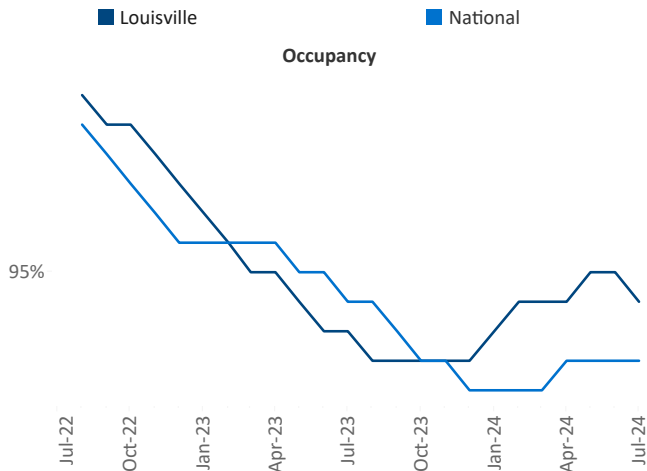 Louisville National
Occupancy
95%
Jul-22 Oct-22 Jan-23 Apr-23 Jul-23 Oct-23 Jan-24 Apr-24 Jul-24